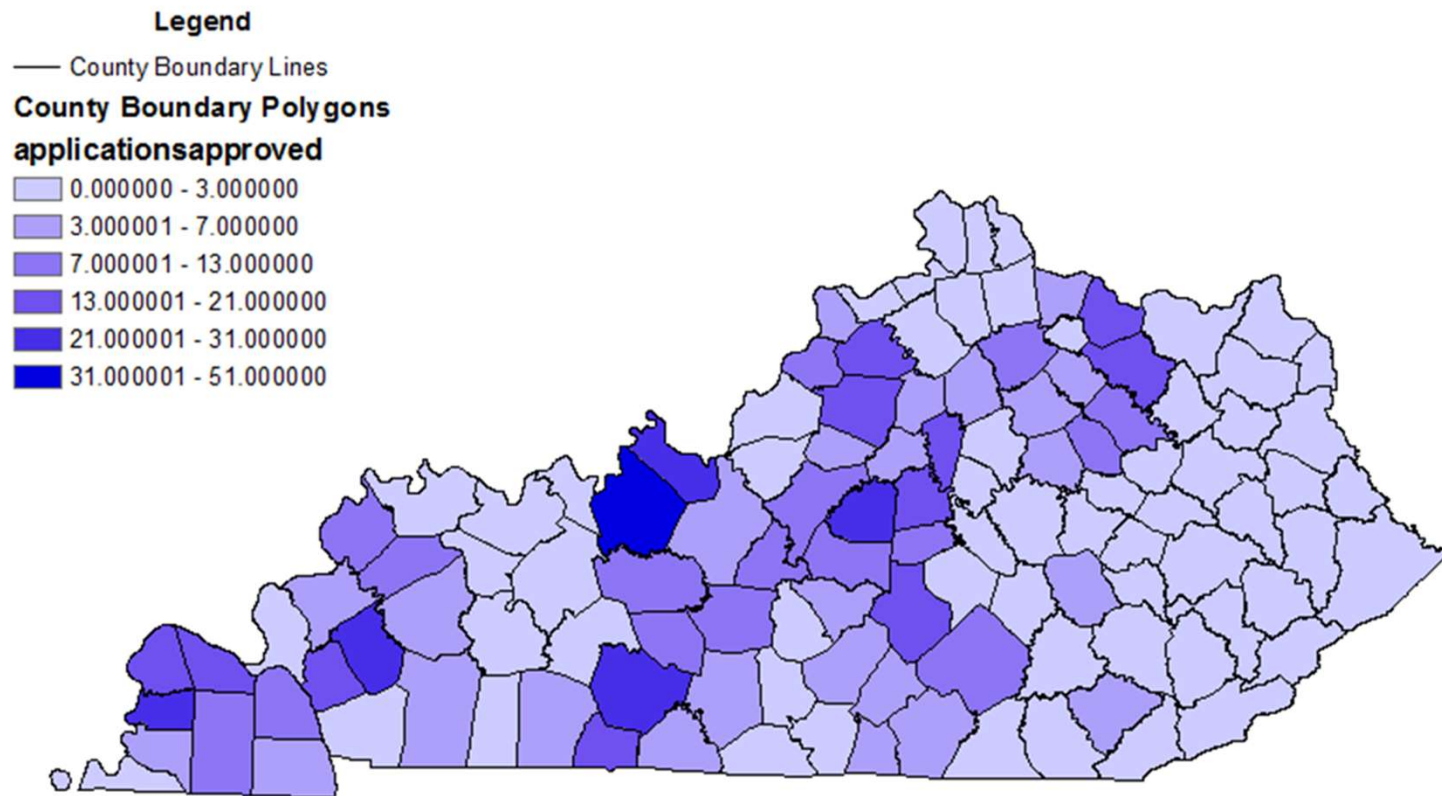 Legend
County Boundary Lines
County Boundary Polygons
applicationsapproved
0.000000 - 3.000000
3.000001 - 7.000000
7.000001 - 13.000000
13.000001 - 21.000000
21.000001 - 31.000000
31.000001 - 51.000000